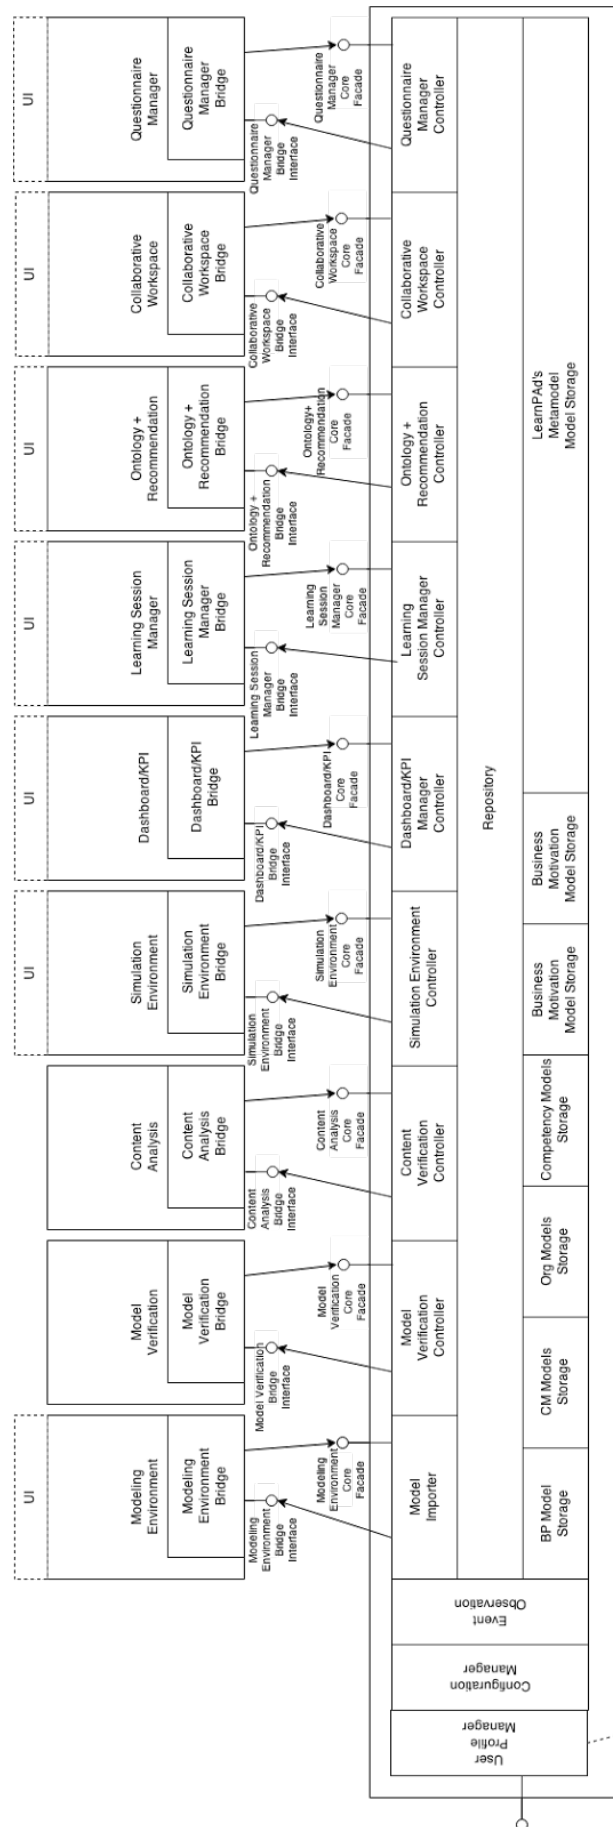 UI
Modeling
Environment
Modeling
Environment
Bridge
Modeling
Environment
Bridge
Interface
Modeling
Environment
Core
Facade
Model
Importer
Model
Verification
Model
Verification
Bridge
Model Verification
Bridge
Interface
Model
Verification
Core
Facade
Model
Verification
Controller
Content
Analysis
Content
Analysis
Bridge
Content
Analysis
Bridge
Interface
Content
Analysis
Core
Facade
Content
Verification
Controller
UI
Simulation
Environment
Simulation
Environment
Bridge
Simulation
Environment
Bridge
Interface
Simulation
Environment
Core
Facade
Simulation Environment
Controller
UI
Dashboard/KPI
Dashboard/KPI
Bridge
Dashboard/KPI
Bridge
Interface
Dashboard/KPI
Core
Facade
Dashboard/KPI
Manager
Controller
UI
Learning Session
Manager
Learning Session
Manager
Bridge
Learning Session
Manager
Bridge
Interface
Learning
Session
Manager
Core
Facade
Learning
Session Manager
Controller
UI
Ontology +
Recommendation
Ontology +
Recommendation
Bridge
Ontology +
Recommendation
Bridge
Interface
Ontology+
Recommendation
Core
Facade
Ontology +
Recommendation
Controller
UI
Collaborative
Workspace
Collaborative
Workspace
Bridge
Collaborative
Workspace
Bridge
Interface
Collaborative
Workspace
Core
Facade
Collaborative
Workspace
Controller
UI
Questionnaire
Manager
Questionnaire
Manager
Bridge
Questionnaire
Manager
Bridge
Interface
Questionnaire
Manager
Core
Facade
Questionnaire
Manager
Controller
User
Profile
Manager
Configuration
Manager
Event
Observation
Repository
BP Model
Storage
CM Models
Storage
Org Models
Storage
Competency Models
Storage
Business
Motivation
Model Storage
Business
Motivation
Model Storage
LearnPAd's
Metamodel
Model Storage